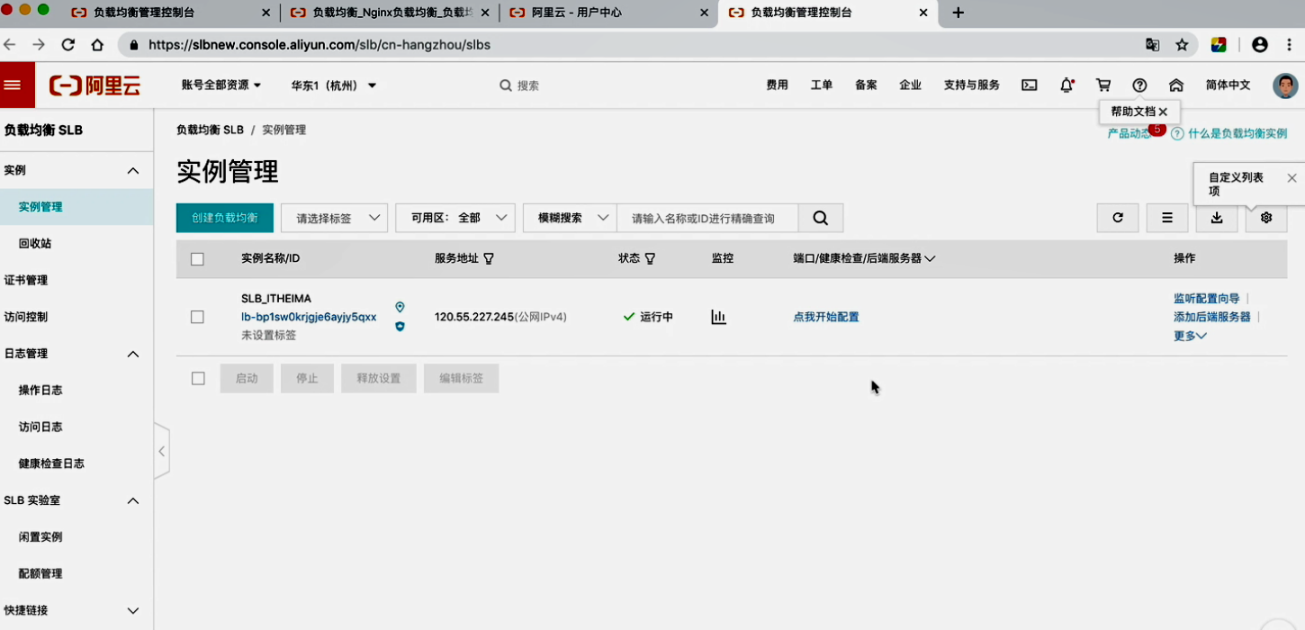 负载均衡管理控制台
负载均衡_Nginx负载均衡_负载均
阿里云 - 用户中心
负载均衡管理控制台
https://slbnew.console.aliyun.com/slb/cn-hangzhou/slbs
阿里云
账号全部资源
华东1（杭州）
搜索
费用
工单
备案
企业
支持与服务
简体中文
帮助文档
负载均衡 SLB
负载均衡 SLB / 实例管理
产品动态
5
什么是负载均衡实例
实例
实例管理
自定义列表项
实例管理
创建负载均衡
请选择标签
可用区： 全部
模糊搜索
请输入名称或ID进行精确查询
回收站
实例名称/ID
服务地址
状态
监控
端口/健康检查/后端服务器
操作
证书管理
SLB_ITHEIMA
lb-bp1sw0krjgje6ayjy5qxx
未设置标签
120.55.227.245(公网IPv4)
运行中
点我开始配置
监听配置向导
添加后端服务器
更多
访问控制
日志管理
启动
停止
释放设置
编辑标签
操作日志
访问日志
健康检查日志
SLB 实验室
闲置实例
配额管理
快捷链接